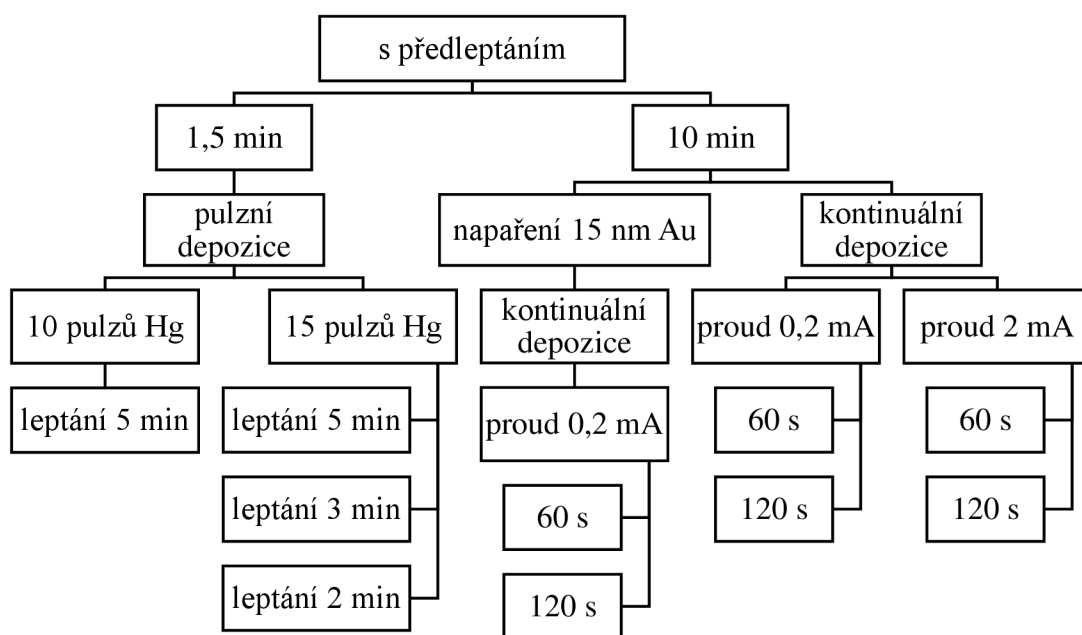 s předleptáním
1,5 min
10 min
pulzní
depozice
napaření 15 nm Au
kontinuální
depozice
10 pulzů Hg
15 pulzů Hg
kontinuální
depozice
proud 0,2 mA
proud 2 mA
leptání 5 min
leptání 5 min
proud 0,2 mA
60 s
60 s
leptání 3 min
60 s
120 s
120 s
leptání 2 min
120 s